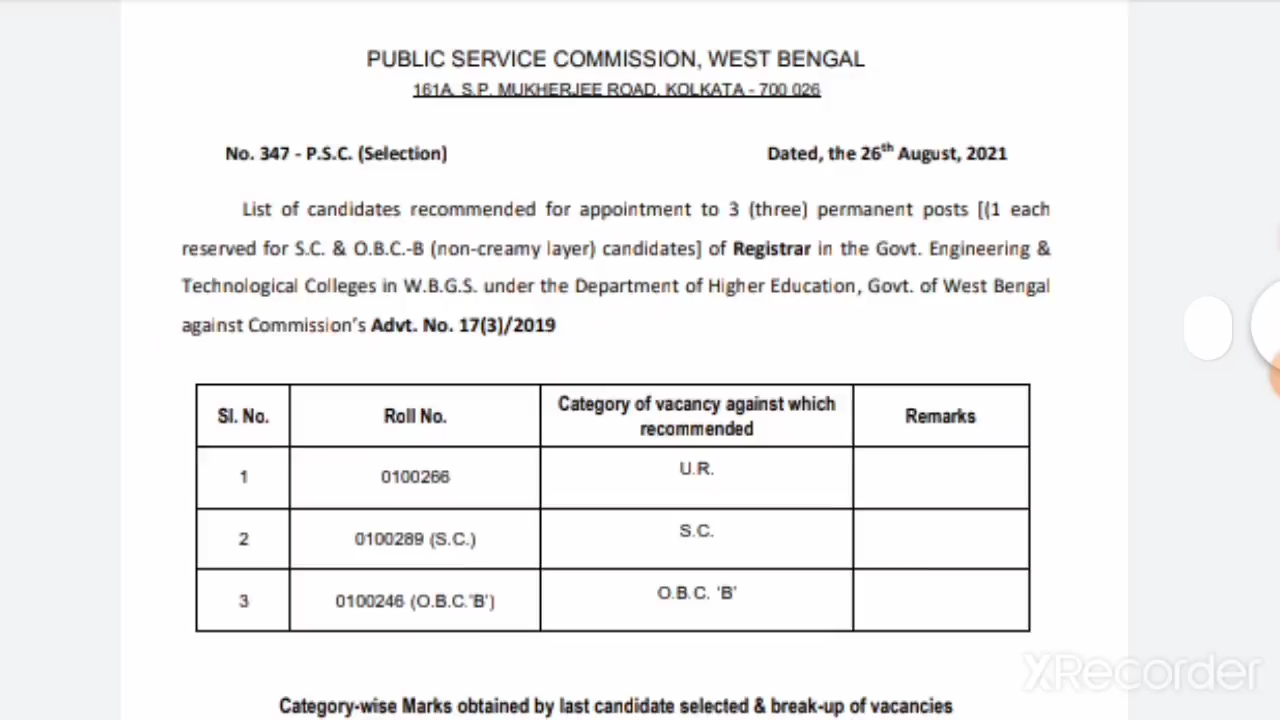 PUBLIC SERVICE COMMISSION, WEST BENGAL
161A, S.P. MUKHERJEE ROAD, KOLKATA - 700 026
No. 347 - P.S.C. (Selection) Dated, the 26th August, 2021
List of candidates recommended for appointment to 3 (three) permanent posts [(1 each
reserved for S.C. & O.B.C.-B (non-creamy layer) candidates] of Registrar in the Govt. Engineering &
Technological Colleges in W.B.G.S. under the Department of Higher Education, Govt. of West Bengal
against Commission's Advt. No. 17(3)/2019
Sl. No. Roll No. Category of vacancy against which recommended Remarks
1 0100266 U.R.
2 0100289 (S.C.) S.C.
3 0100246 (O.B.C.'B') O.B.C. 'B'
Category-wise Marks obtained by last candidate selected & break-up of vacancies
XRecorder